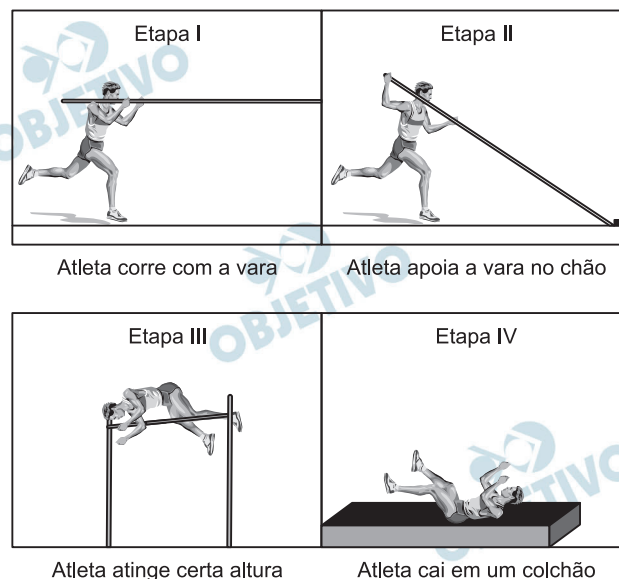 Etapa I
Etapa II
OBJETIVO
Atleta corre com a vara
Atleta apoia a vara no chão
OBJETIVO
Etapa III
Etapa IV
OBJETIVO
Atleta atinge certa altura
Atleta cai em um colchão